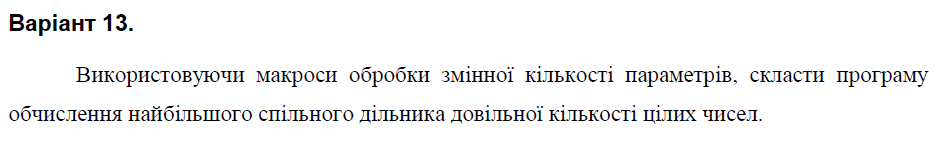 Варіант 13.
Використовуючи макроси обробки змінної кількості параметрів, скласти програму
обчислення найбільшого спільного дільника довільної кількості цілих чисел.